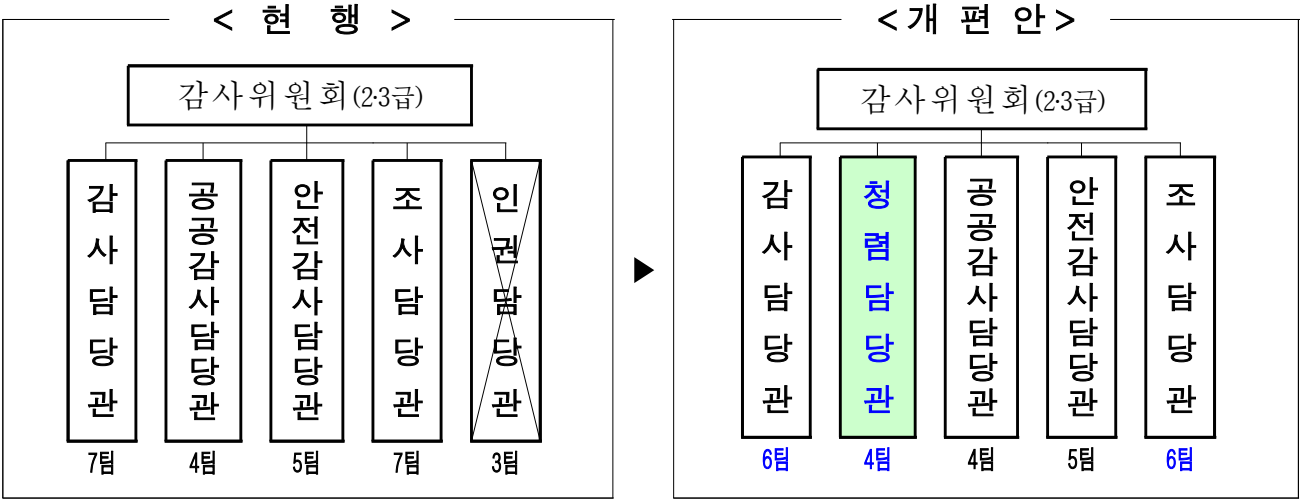 < 현 행 >
감사위원회(2·3급)
감사담당관
공공감사담당관
안전감사담당관
조사담당관
인권담당관
7팀
4팀
5팀
7팀
3팀
▶
<개 편 안>
감사위원회(2·3급)
감사담당관
청렴담당관
공공감사담당관
안전감사담당관
조사담당관
6팀
4팀
4팀
5팀
6팀